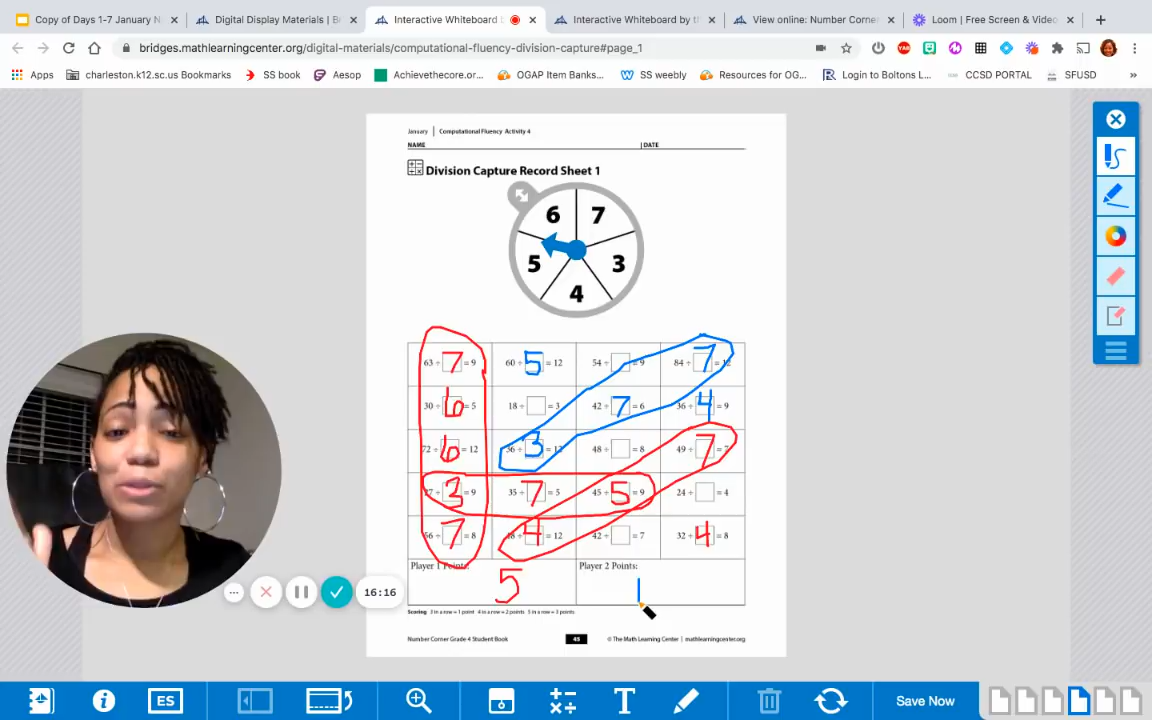 Copy of Days 1-7 January N
Digital Display Materials | B
Interactive Whiteboard b
Interactive Whiteboard by th
View online: Number Corner
Loom | Free Screen & Video
bridges.mathlearningcenter.org/digital-materials/computational-fluency-division-capture#page_1
Apps
charleston.k12.sc.us Bookmarks
SS book
Aesop
Achievethecore.or...
OGAP Item Banks...
SS weekly
Resources for OG...
Login to Boltons L...
CCSD PORTAL
SFUSD
»
January | Computational Fluency Activity 4
NAME | DATE
Division Capture Record Sheet 1
6 7
5 3
4
63 ÷ 7 = 9 60 ÷ 5 = 12 54 ÷ = 9 84 ÷ 7 = 12
30 ÷ 6 = 5 18 ÷ = 3 42 ÷ 7 = 6 36 ÷ 4 = 9
72 ÷ 6 = 12 36 ÷ 3 = 12 48 ÷ = 8 49 ÷ 7 =
27 ÷ 3 = 9 35 ÷ 7 = 5 45 ÷ 5 = 9 24 ÷ = 4
56 ÷ 7 = 8 48 ÷ 4 = 12 42 ÷ = 7 32 ÷ 4 = 8
Player 1 Points: Player 2 Points:
5 1
Scoring 3 in a row = 1 point 4 in a row = 2 points 5 in a row = 3 points
Number Corner Grade 4 Student Book 45 © The Math Learning Center | mathlearningcenter.org
16:16
ES
T
Save Now